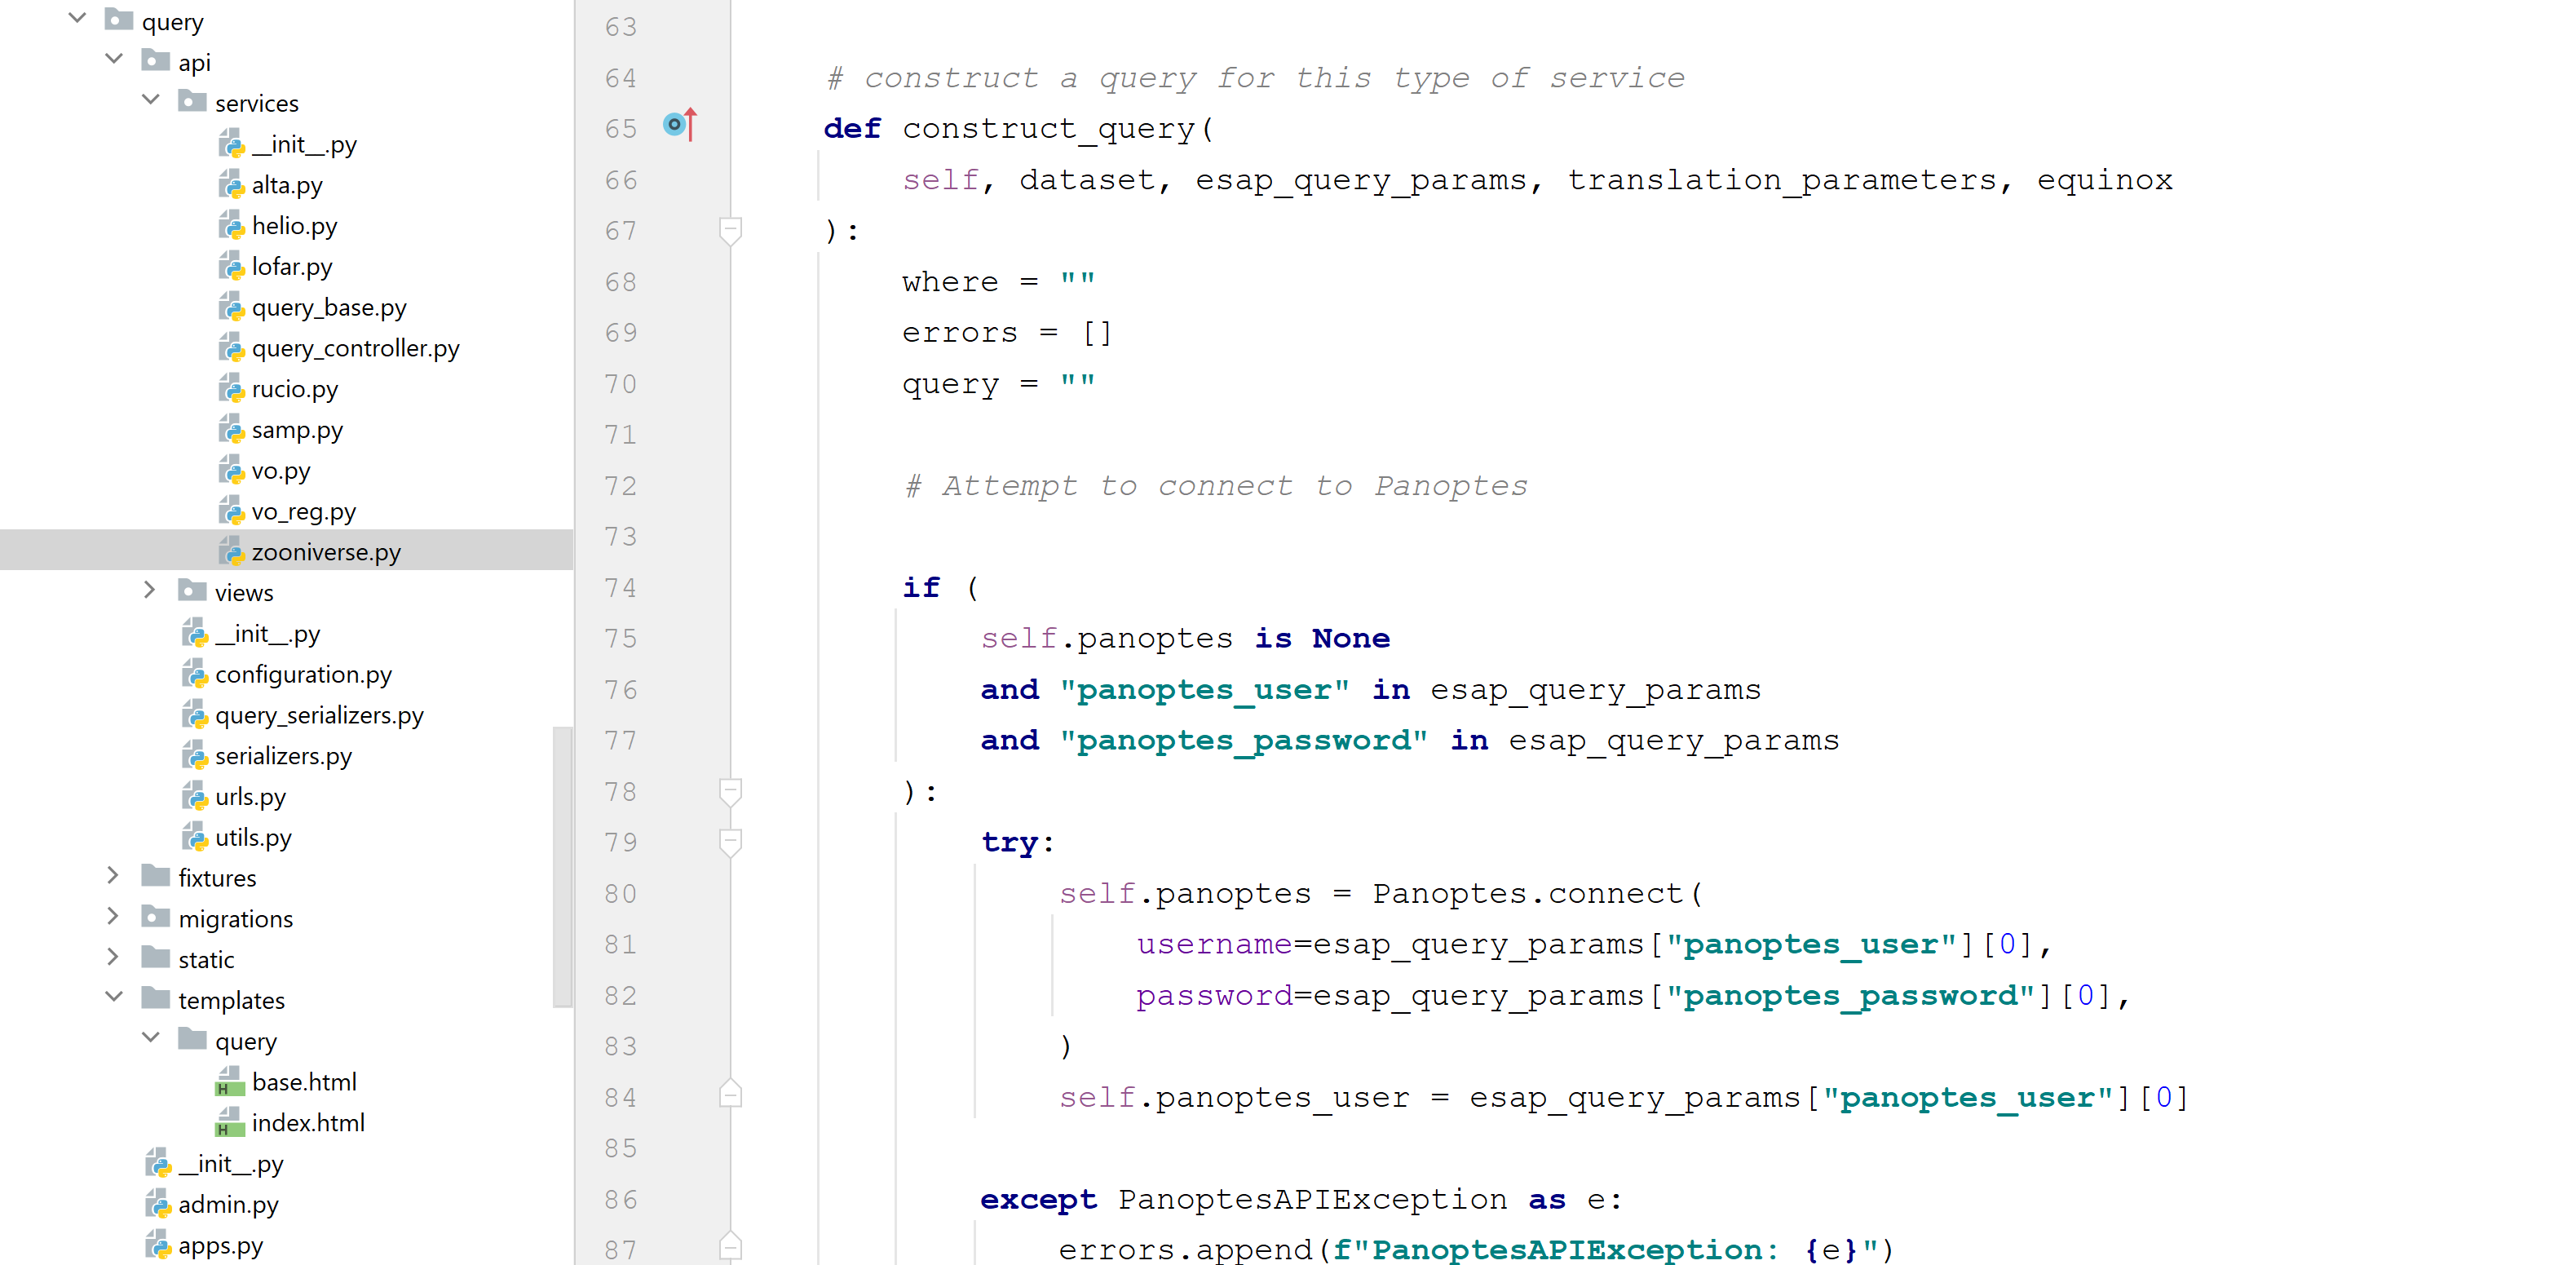 query
api
services
__init__.py
alta.py
helio.py
lofar.py
query_base.py
query_controller.py
rucio.py
samp.py
vo.py
vo_reg.py
zooniverse.py
views
__init__.py
configuration.py
query_serializers.py
serializers.py
urls.py
utils.py
fixtures
migrations
static
templates
query
base.html
index.html
__init__.py
admin.py
apps.py
63
64 # construct a query for this type of service
65 def construct_query(
66 self, dataset, esap_query_params, translation_parameters, equinox
67 ):
68 where = ""
69 errors = []
70 query = ""
71
72 # Attempt to connect to Panoptes
73
74 if (
75 self.panoptes is None
76 and "panoptes_user" in esap_query_params
77 and "panoptes_password" in esap_query_params
78 ):
79 try:
80 self.panoptes = Panoptes.connect(
81 username=esap_query_params["panoptes_user"][0],
82 password=esap_query_params["panoptes_password"][0],
83 )
84 self.panoptes_user = esap_query_params["panoptes_user"][0]
85
86 except PanoptesAPIException as e:
87 errors.append(f"PanoptesAPIException: {e}")